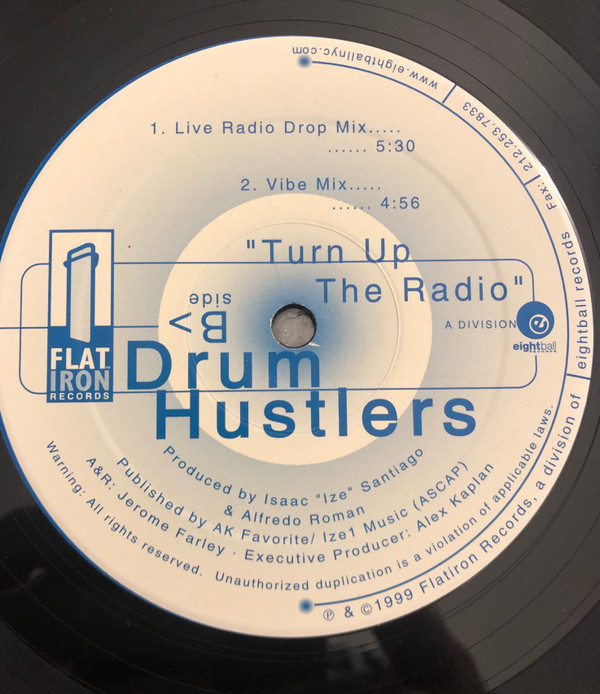 1. Live Radio Drop Mix.....
...... 5:30
2. Vibe Mix.....
...... 4:56
"Turn Up
The Radio"
B>
side
A DIVISION
eightball
FLAT
IRON
RECORDS
Drum
Hustlers
Produced by Isaac "Ize" Santiago
& Alfredo Roman
Published by AK Favorite/ Ize1 Music (ASCAP)
A&R: Jerome Farley · Executive Producer: Alex Kaplan
Warning: All rights reserved. Unauthorized duplication is a violation of applicable laws.
℗ & ©1999 Flatiron Records, a division of eightball records Fax: 212.253.7833 www.eightballnyc.com